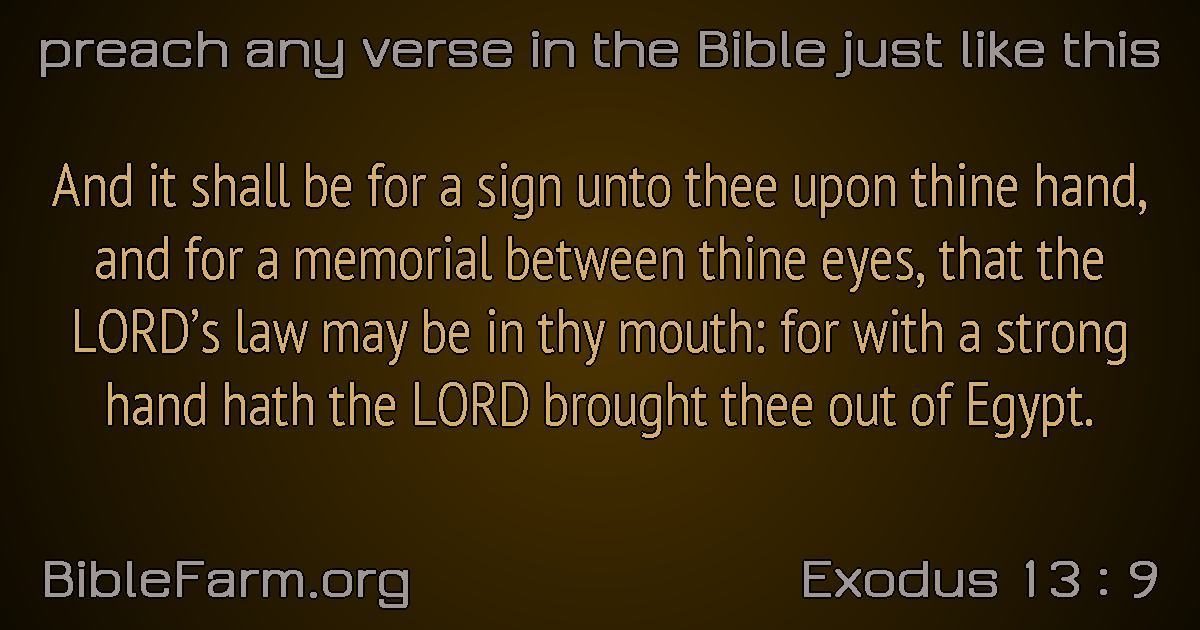 preach any verse in the Bible just like this
And it shall be for a sign unto thee upon thine hand,
and for a memorial between thine eyes, that the
LORD’s law may be in thy mouth: for with a strong
hand hath the LORD brought thee out of Egypt.
BibleFarm.org
Exodus 13 : 9